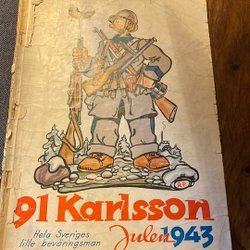 91 Karlsson
Hela Sveriges
lille beväringsman
Julen 1943